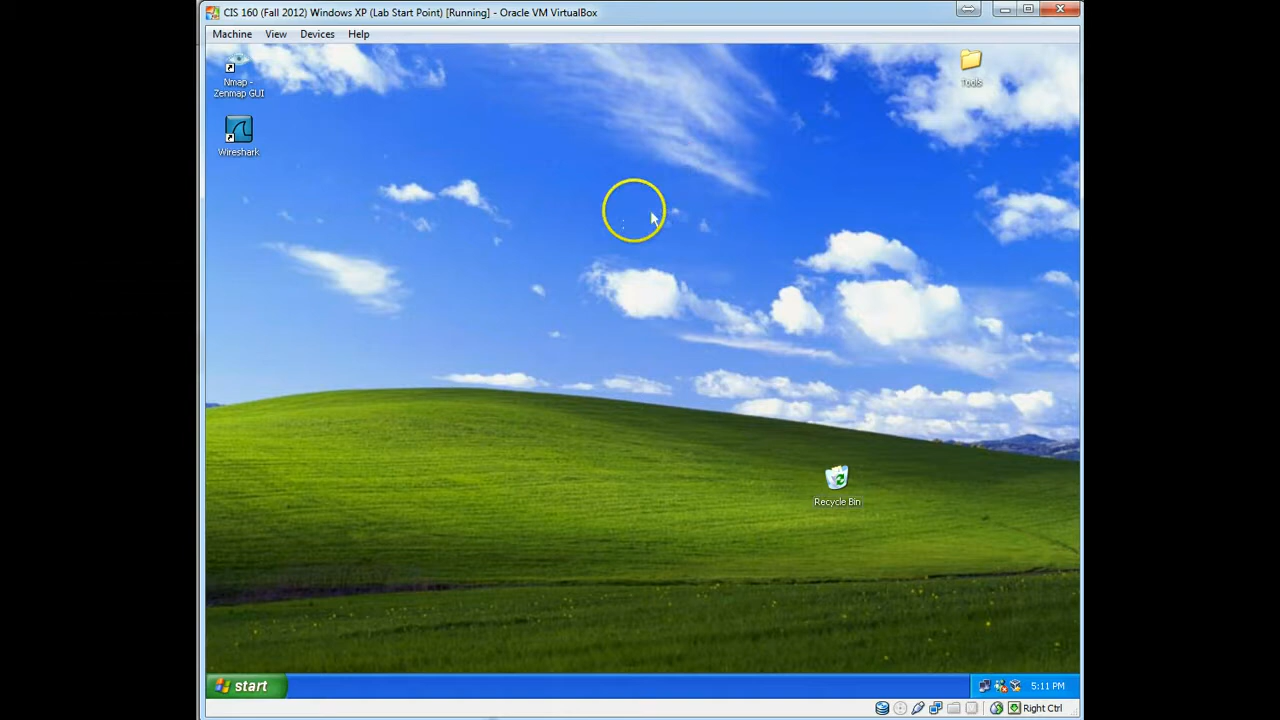 CIS 160 (Fall 2012) Windows XP (Lab Start Point) [Running] - Oracle VM VirtualBox
Machine View Devices Help
Nmap -
Zenmap GUI
Tools
Wireshark
Recycle Bin
start
5:11 PM
Right Ctrl